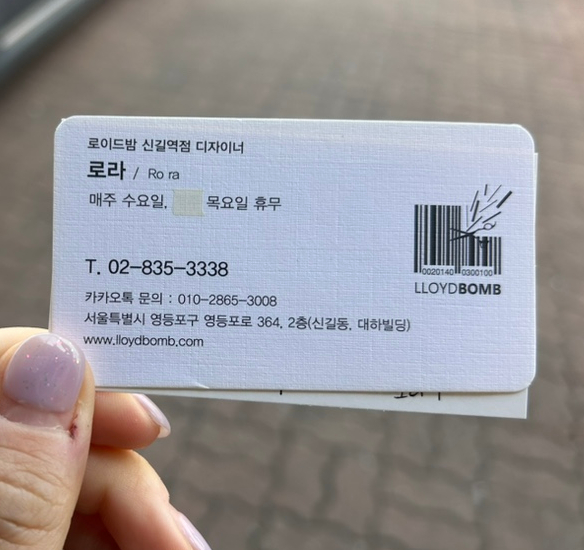 로이드밤 신길역점 디자이너
로라 / Ro ra
매주 수요일, 목요일 휴무
T. 02-835-3338
카카오톡 문의 : 010-2865-3008
서울특별시 영등포구 영등포로 364, 2층(신길동, 대하빌딩)
www.lloydbomb.com
0020140 0300100
LLOYDBOMB